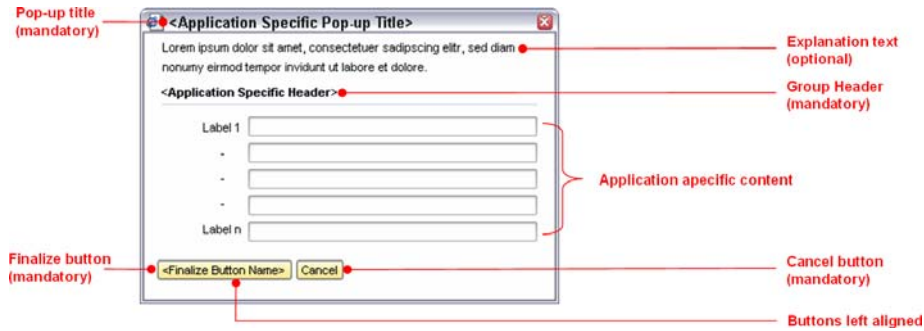 Pop-up title
(mandatory)
<Application Specific Pop-up Title>
Lorem ipsum dolor sit amet, consectetuer sadipscing elitr, sed diam
nonumy eirmod tempor invidunt ut labore et dolore.
Explanation text
(optional)
<Application Specific Header>
Group Header
(mandatory)
Label 1
-
-
-
Label n
Application apecific content
Finalize button
(mandatory)
<Finalize Button Name>
Cancel
Cancel button
(mandatory)
Buttons left aligned